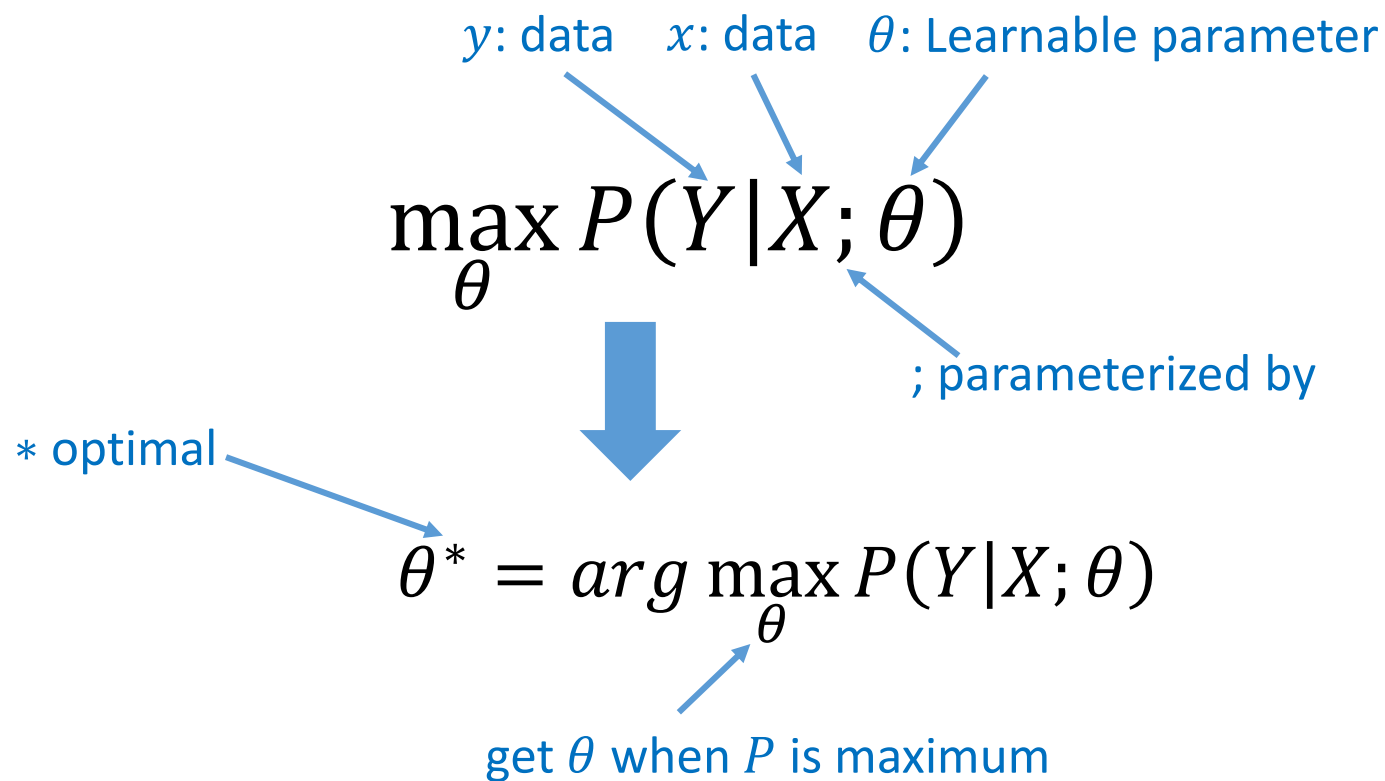 y: data x: data θ: Learnable parameter
max P(Y|X; θ)
θ
; parameterized by
* optimal
θ* = arg max P(Y|X; θ)
θ
get θ when P is maximum